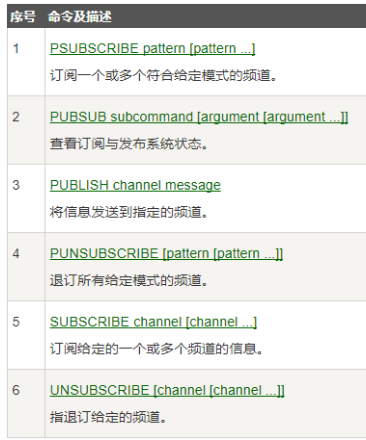 序号 命令及描述
1 PSUBSCRIBE pattern [pattern ...]
订阅一个或多个符合给定模式的频道。
2 PUBSUB subcommand [argument [argument ...]]
查看订阅与发布系统状态。
3 PUBLISH channel message
将信息发送到指定的频道。
4 PUNSUBSCRIBE [pattern [pattern ...]]
退订所有给定模式的频道。
5 SUBSCRIBE channel [channel ...]
订阅给定的一个或多个频道的信息。
6 UNSUBSCRIBE [channel [channel ...]]
指退订给定的频道。